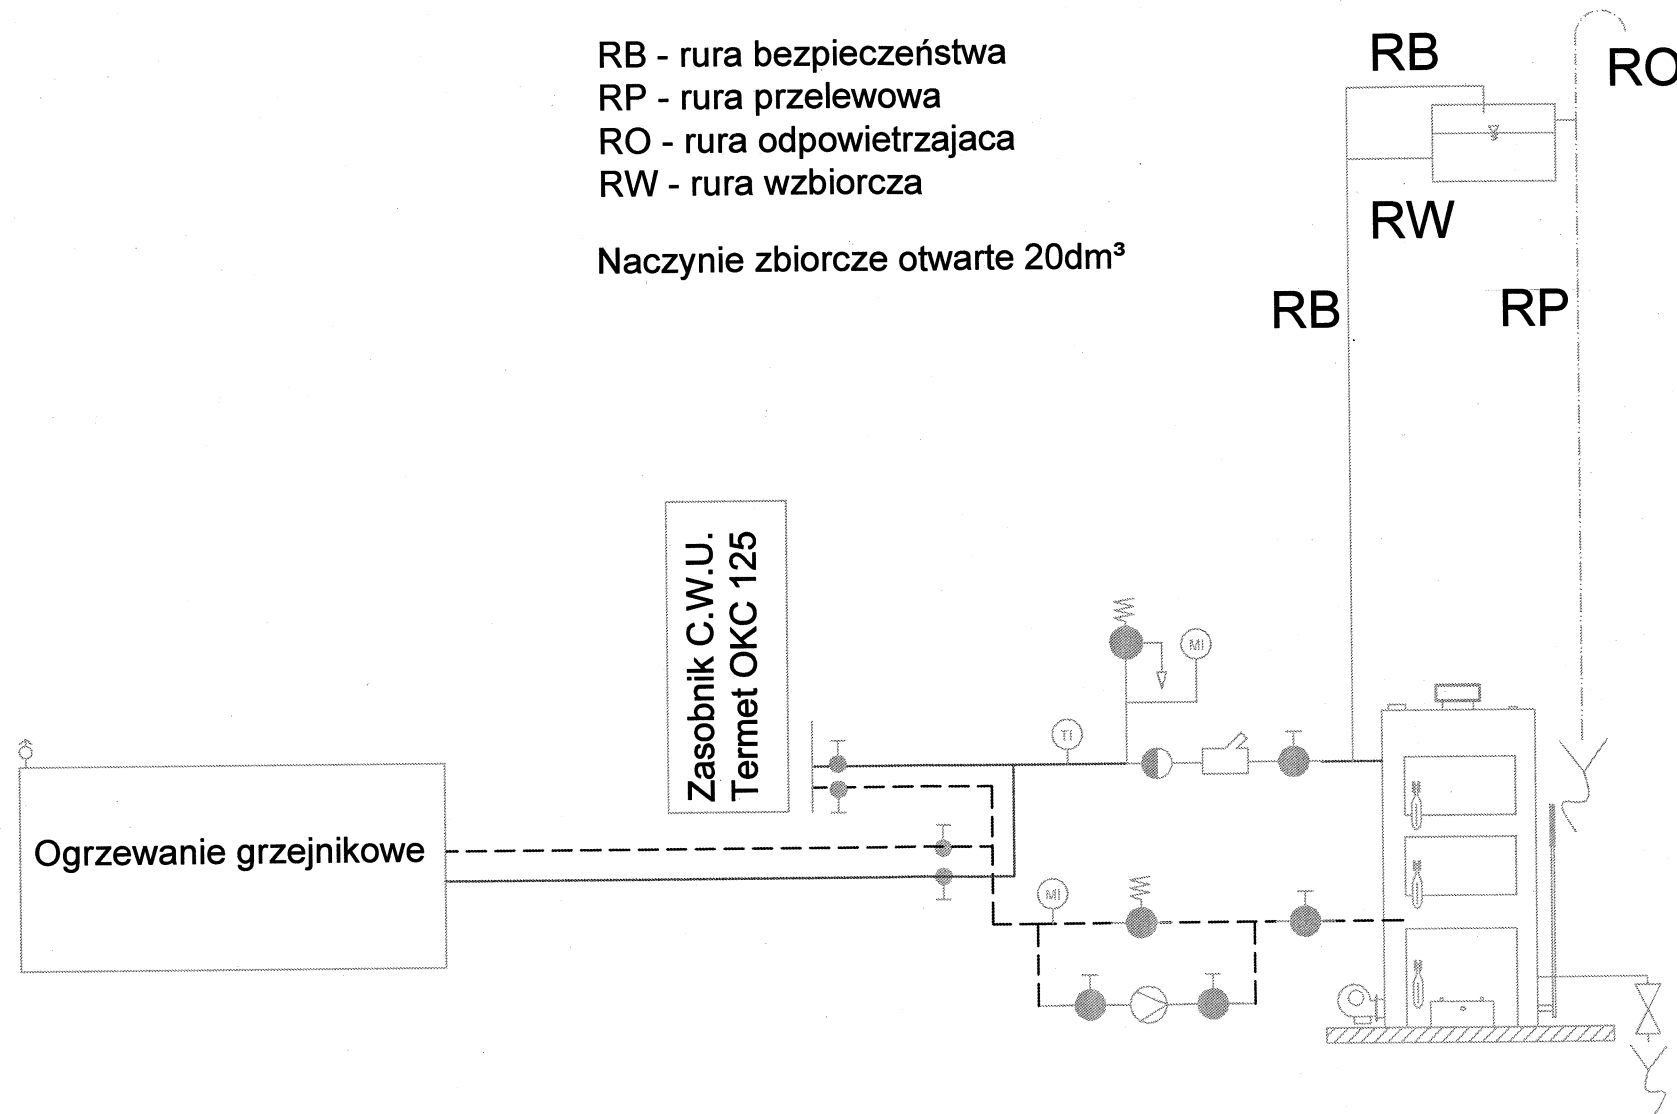 RB - rura bezpieczeństwa
RP - rura przelewowa
RO - rura odpowietrzajaca
RW - rura wzbiorcza
Naczynie zbiorcze otwarte 20dm³
RB
RO
RW
RB
RP
Zasobnik C.W.U.
Termet OKC 125
MI
TI
Ogrzewanie grzejnikowe
MI